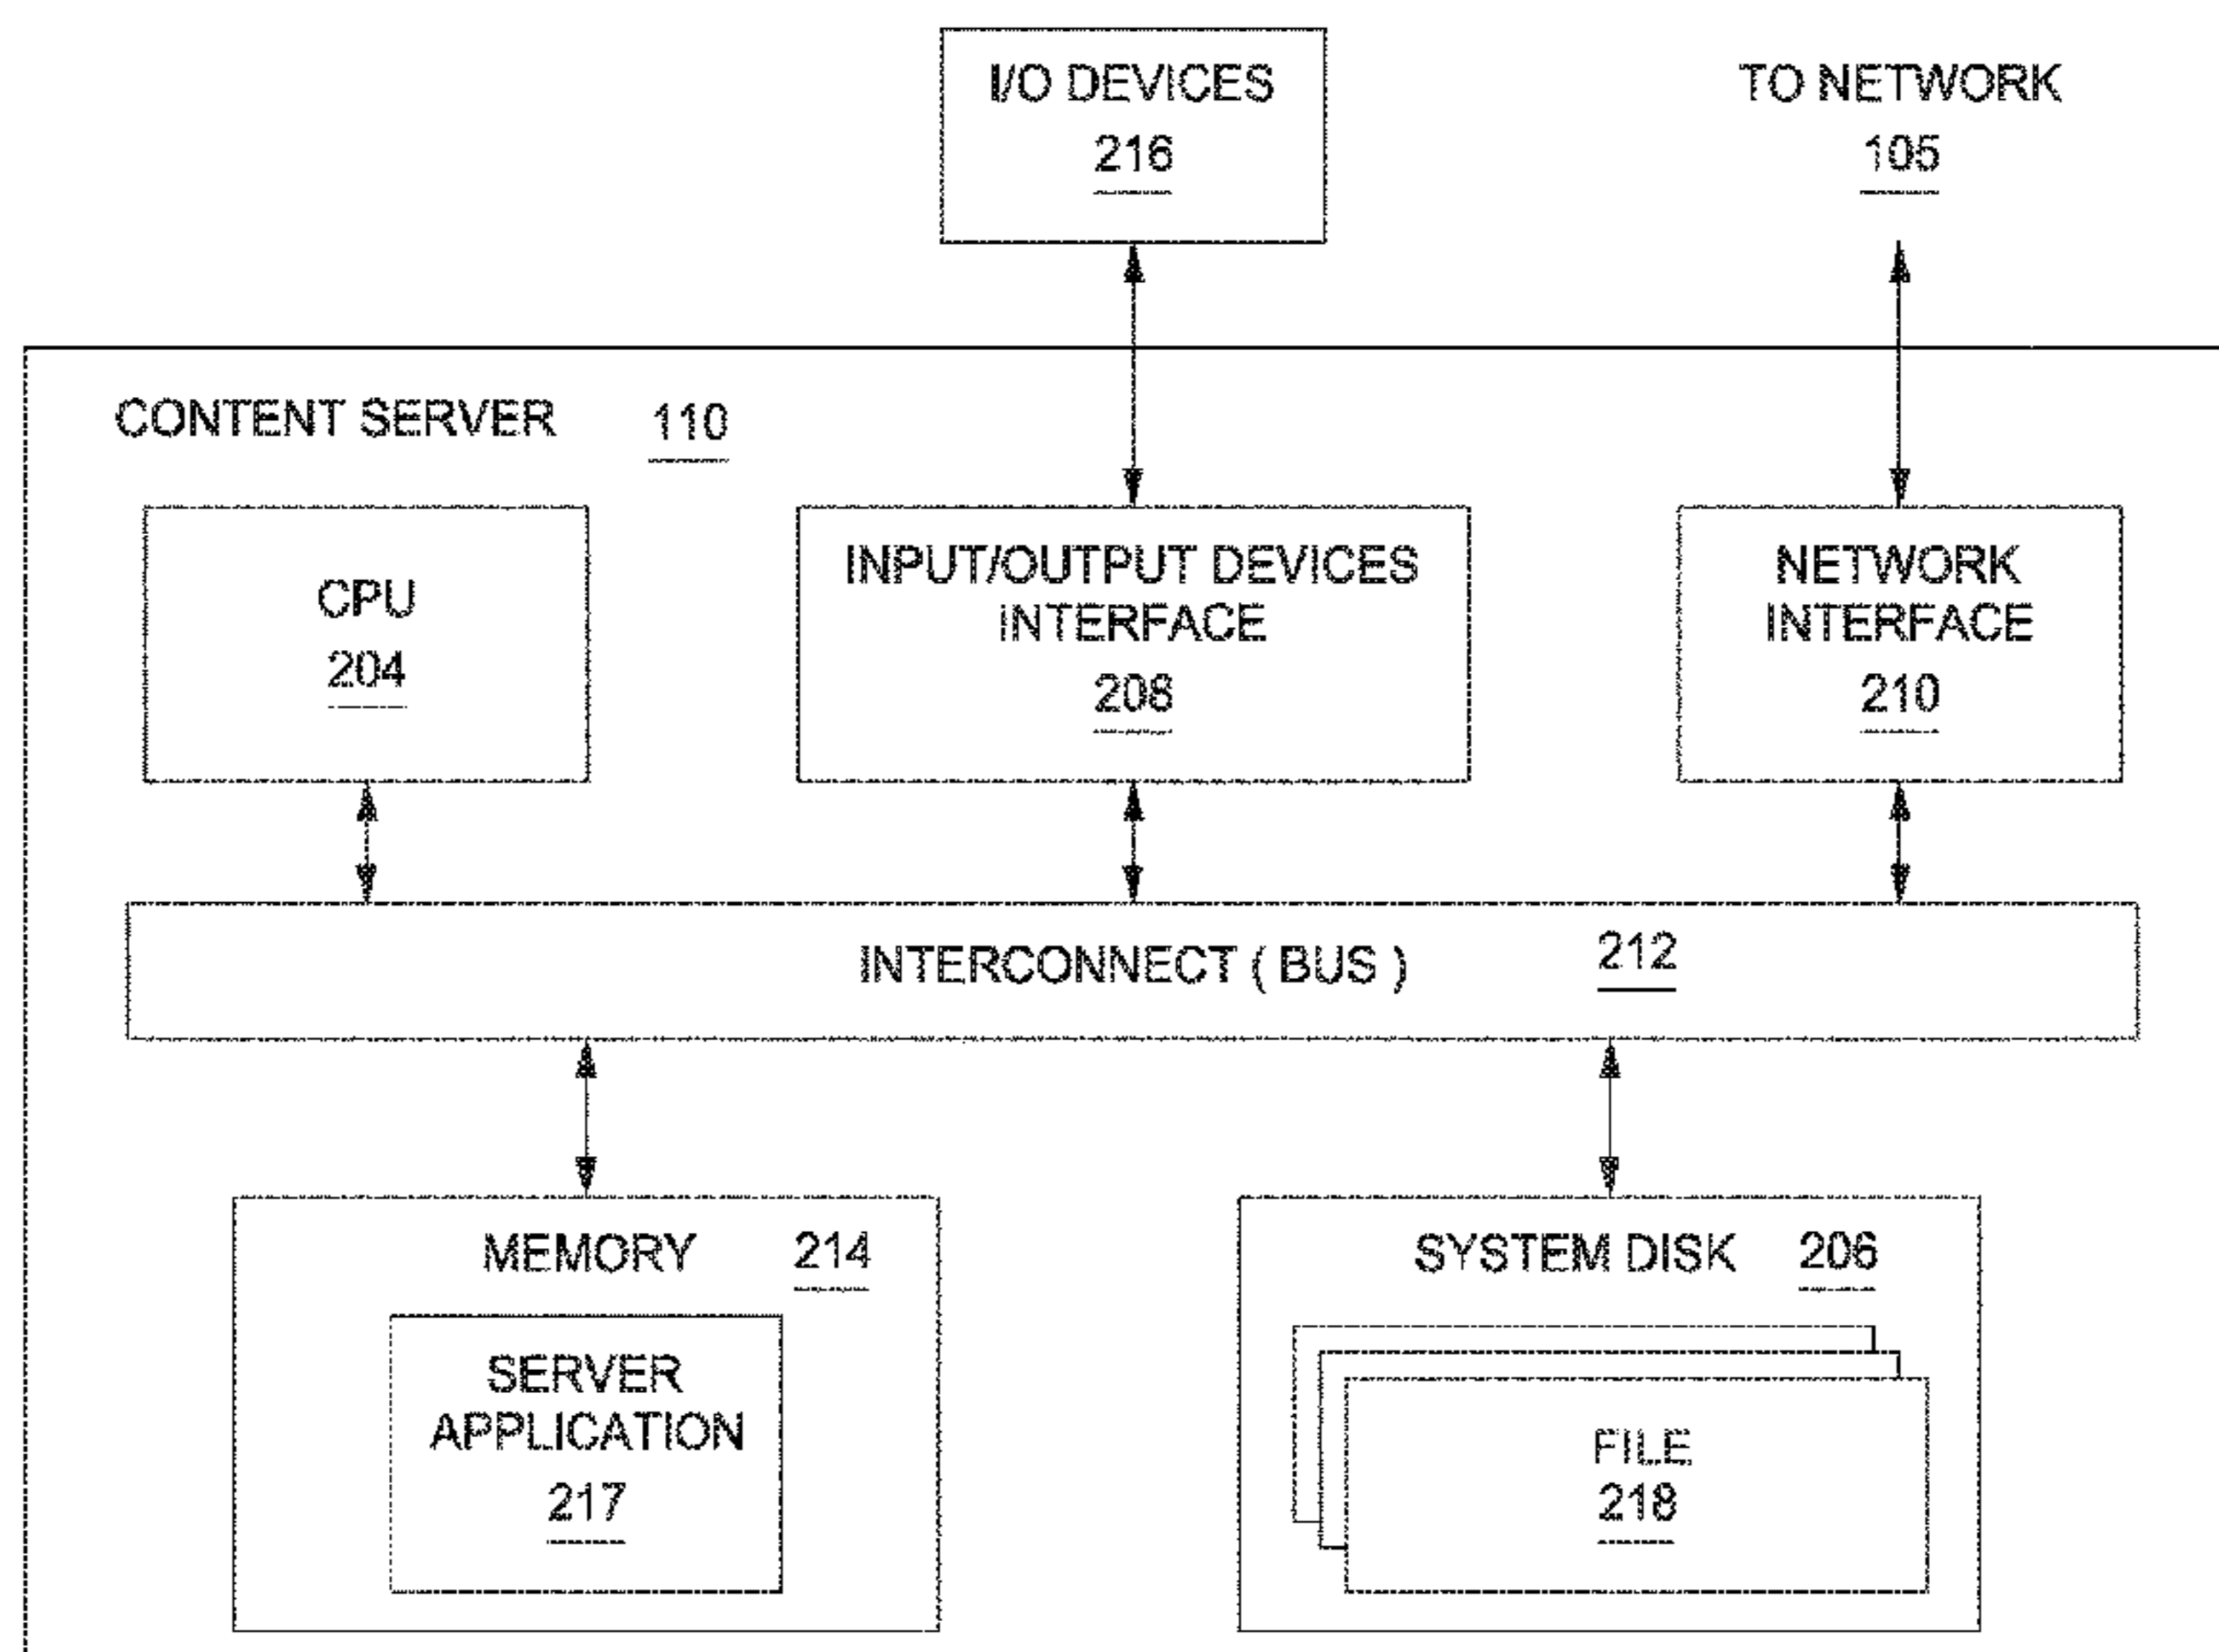 I/O DEVICES
216
TO NETWORK
105
CONTENT SERVER 110
CPU
204
INPUT/OUTPUT DEVICES
INTERFACE
208
NETWORK
INTERFACE
210
INTERCONNECT ( BUS ) 212
MEMORY 214
SERVER
APPLICATION
217
SYSTEM DISK 206
FILE
218